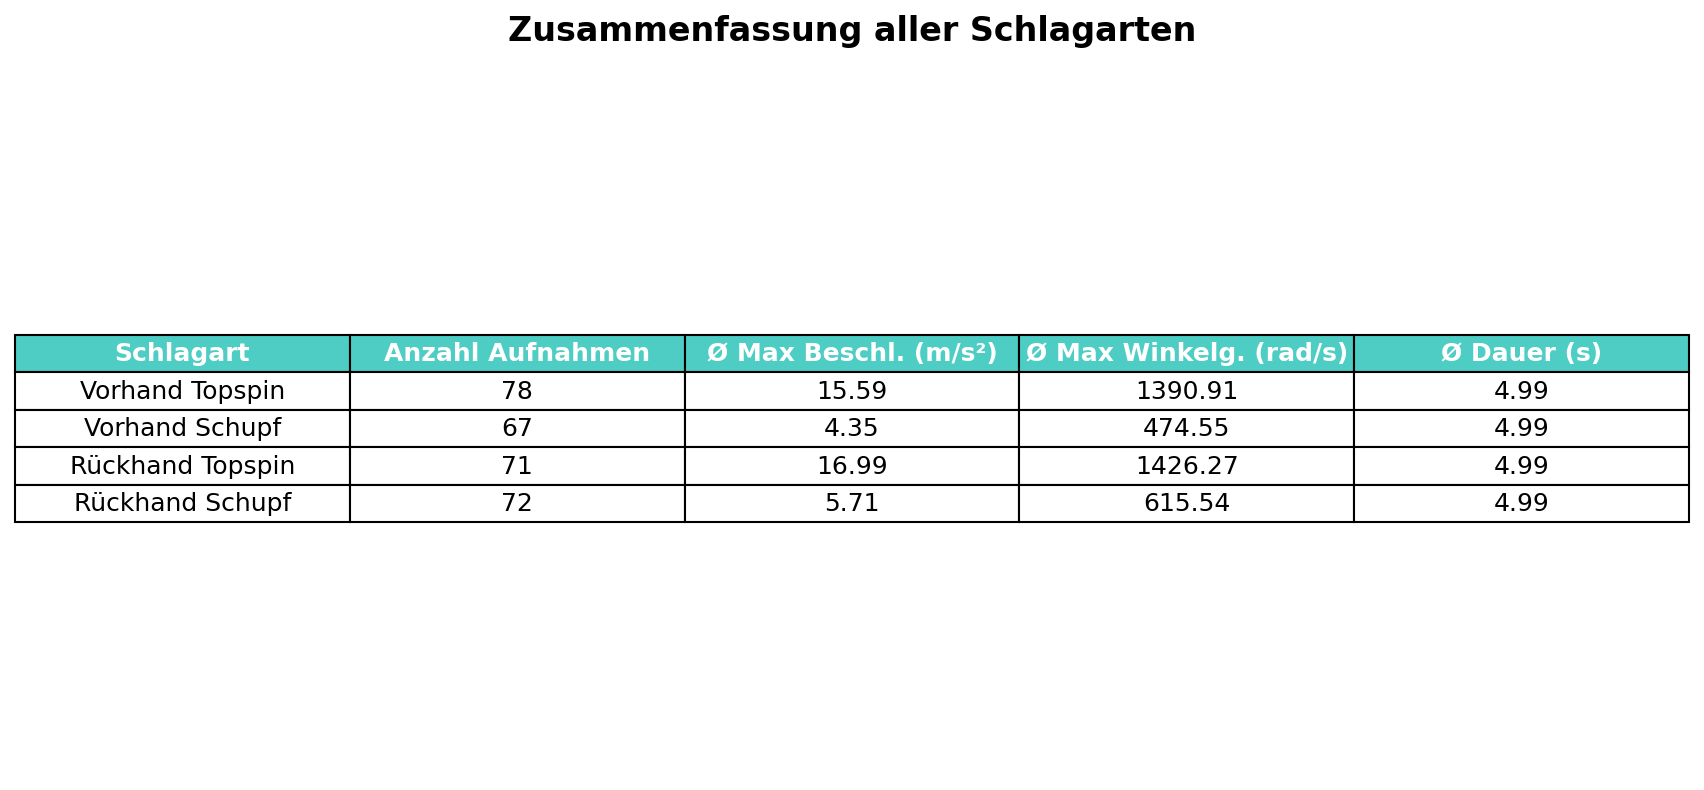 Zusammenfassung aller Schlagarten
Schlagart Anzahl Aufnahmen Ø Max Beschl. (m/s²) Ø Max Winkelg. (rad/s) Ø Dauer (s)
Vorhand Topspin 78 15.59 1390.91 4.99
Vorhand Schupf 67 4.35 474.55 4.99
Rückhand Topspin 71 16.99 1426.27 4.99
Rückhand Schupf 72 5.71 615.54 4.99